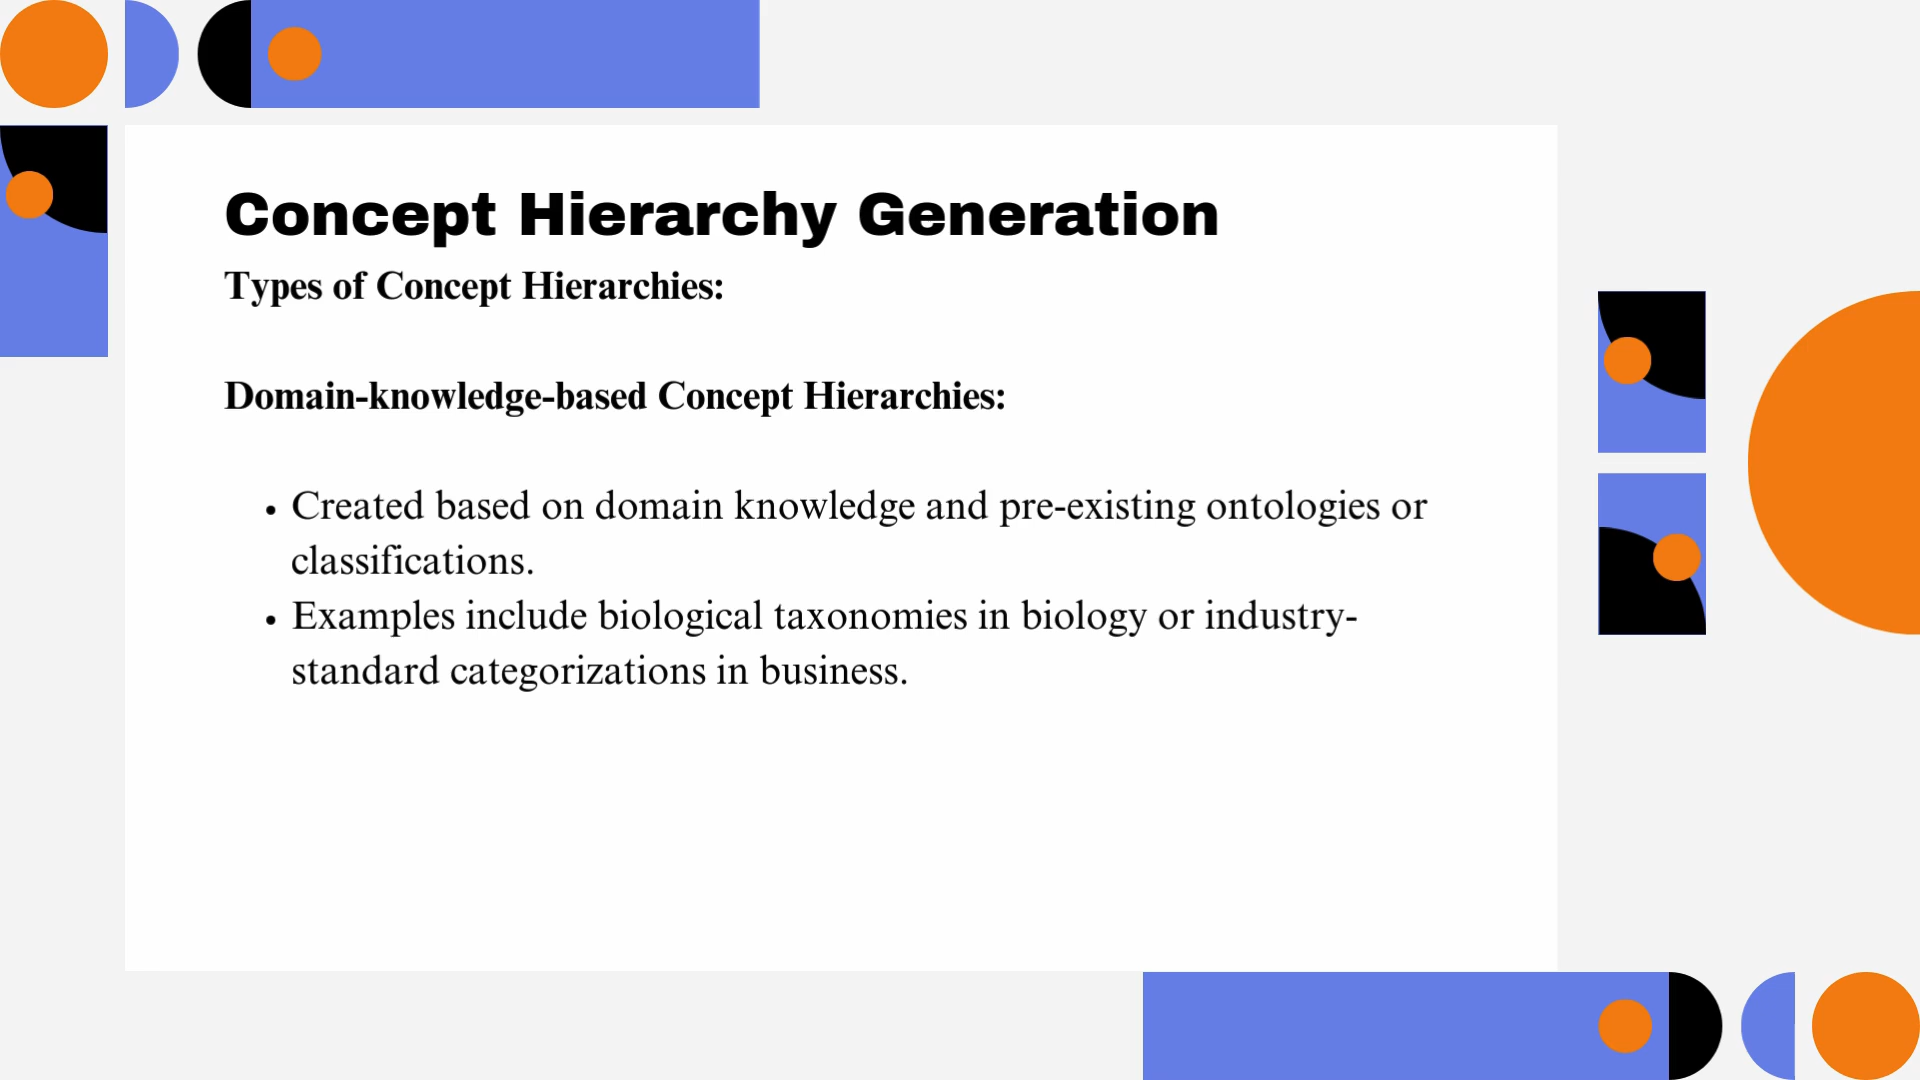 Concept Hierarchy Generation
Types of Concept Hierarchies:
Domain-knowledge-based Concept Hierarchies:
• Created based on domain knowledge and pre-existing ontologies or
classifications.
• Examples include biological taxonomies in biology or industry-
standard categorizations in business.